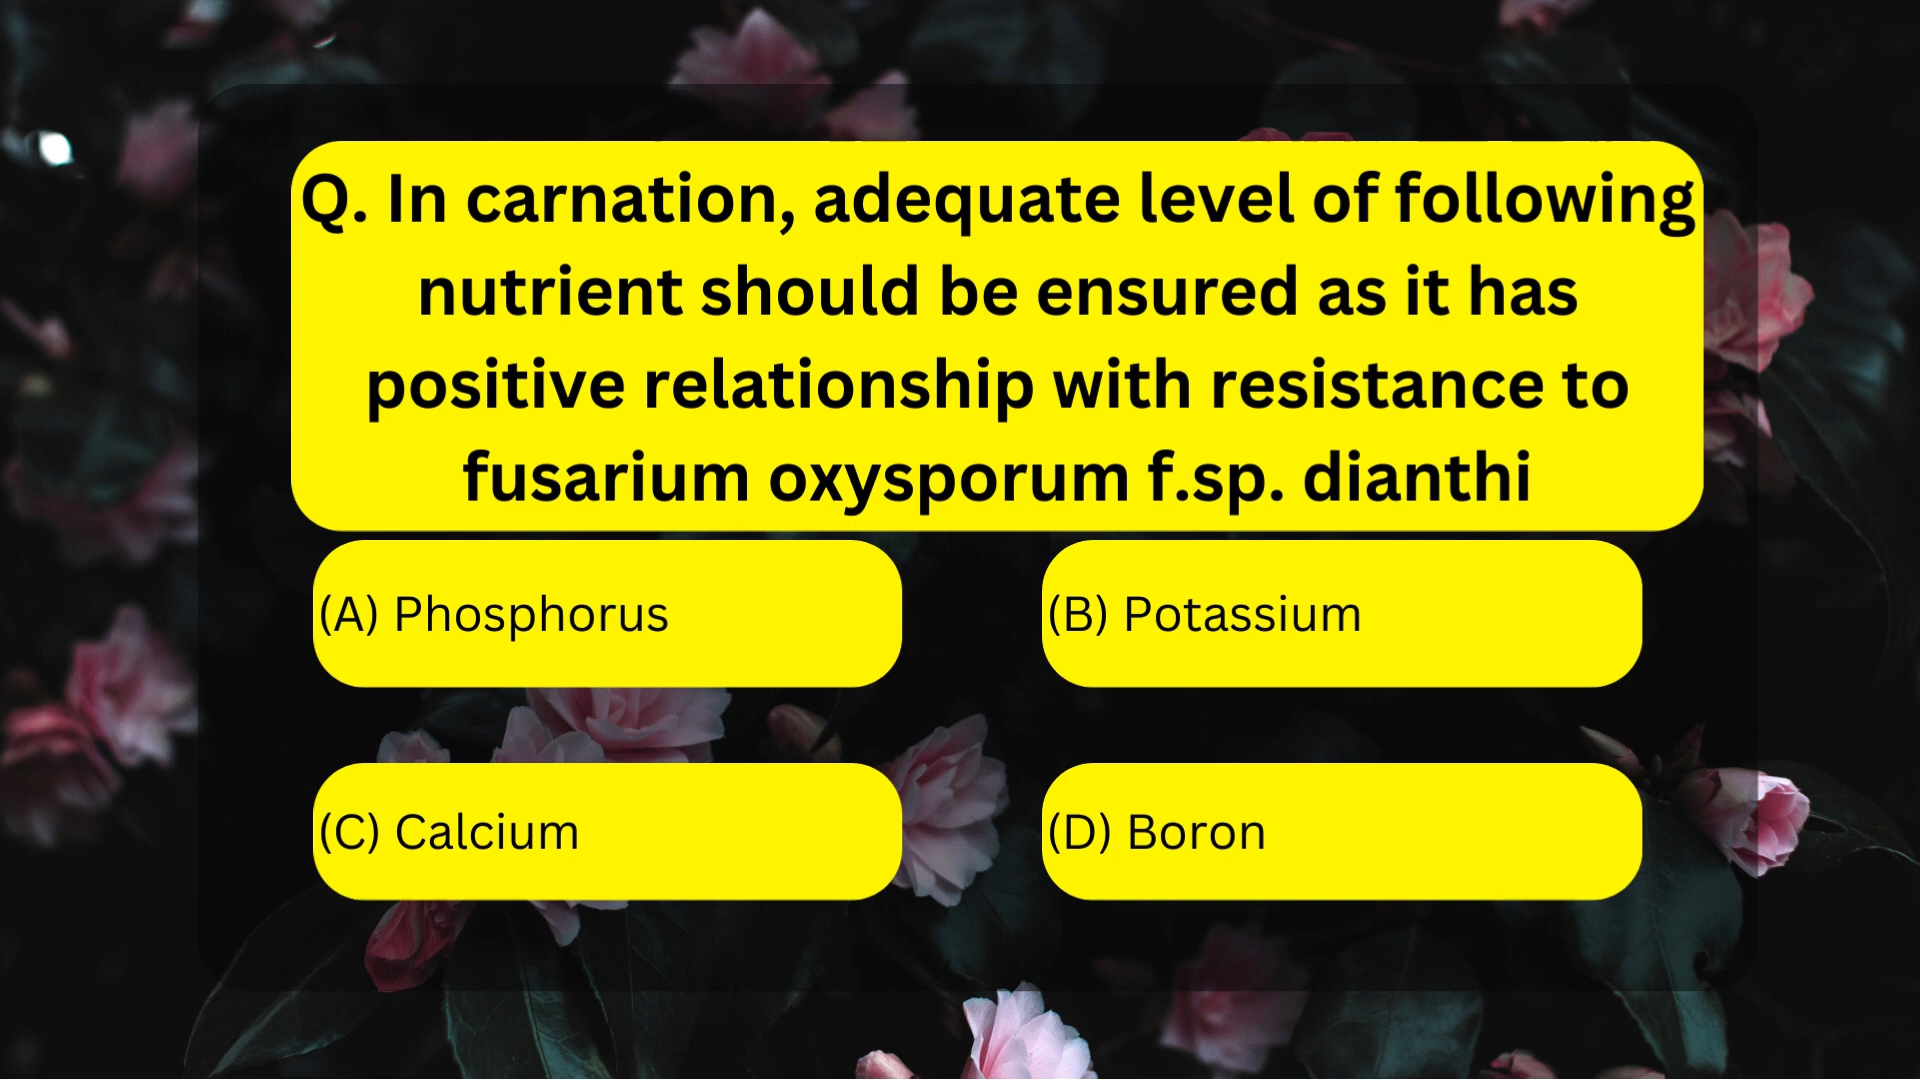 Q. In carnation, adequate level of following
nutrient should be ensured as it has
positive relationship with resistance to
fusarium oxysporum f.sp. dianthi
(A) Phosphorus
(B) Potassium
(C) Calcium
(D) Boron